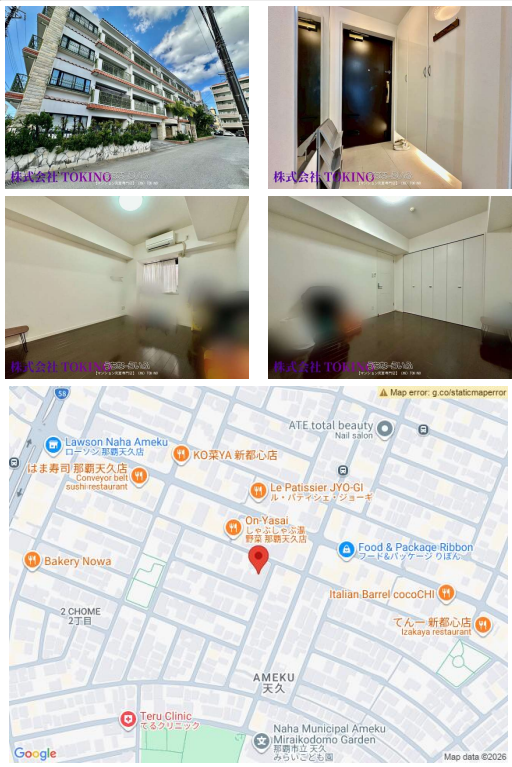 株式会社 TOKINO
株式会社 TOKINO
株式会社 TOKINO
株式会社 TOKINO
58
Map error: g.co/staticmaperror
ATE total beauty
Nail salon
Lawson Naha Ameku
ローソン 那覇天久店
KO菜YA 新都心店
はま寿司 那覇天久店
Conveyor belt
sushi restaurant
Le Patissier JYO-GI
ル・パティシェ・ジョーギ
On-Yasai
しゃぶしゃぶ温
野菜 那覇天久店
Food & Package Ribbon
フード&パッケージ りぼん
Bakery Nowa
Italian Barrel cocoCHI
2 CHOME
2丁目
てんー 新都心店
Izakaya restaurant
AMEKU
天久
Teru Clinic
てるクリニック
Naha Municipal Ameku
Miraikodomo Garden
那覇市立 天久
みらいこども園
Google
Map data ©2026